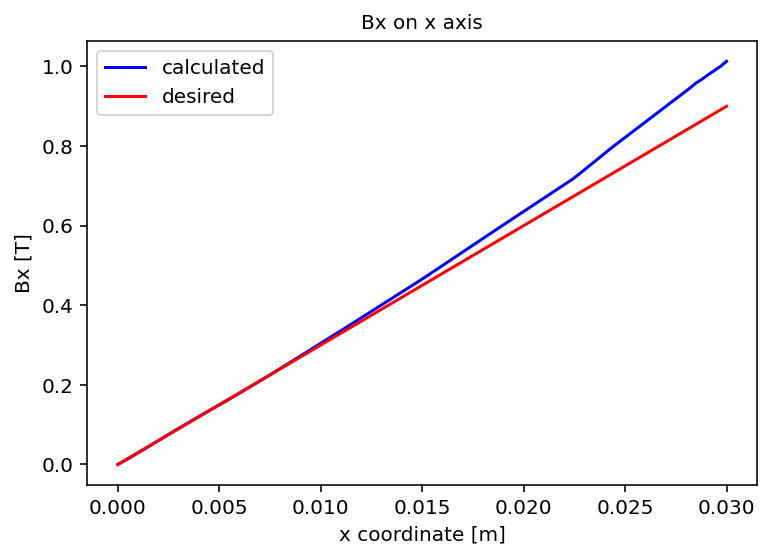 Bx on x axis
calculated
desired
1.0
0.8
0.6
0.4
0.2
0.0
Bx [T]
0.000 0.005 0.010 0.015 0.020 0.025 0.030
x coordinate [m]